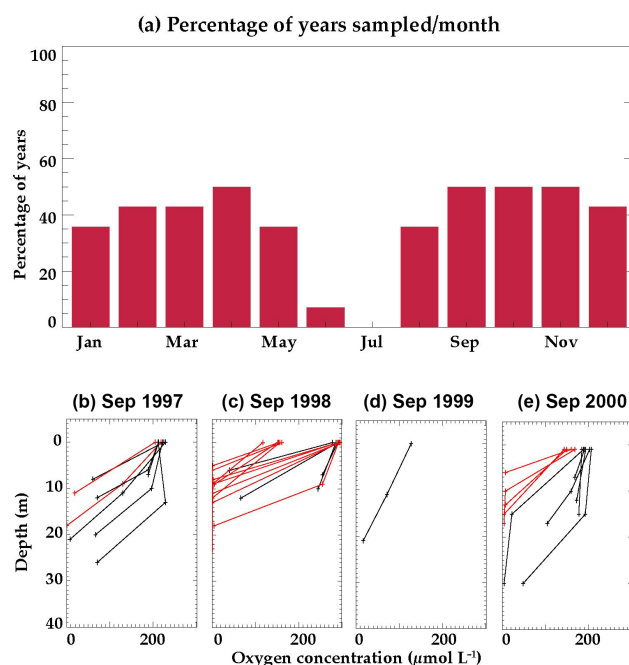 (a) Percentage of years sampled/month
100
80
60
40
20
0
Percentage of years
Jan Mar May Jul Sep Nov
(b) Sep 1997 (c) Sep 1998 (d) Sep 1999 (e) Sep 2000
0
10
20
30
40
Depth (m)
0 200 0 200 0 200 0 200
Oxygen concentration (μmol L⁻¹)